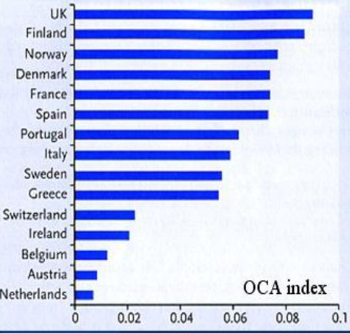 UK
Finland
Norway
Denmark
France
Spain
Portugal
Italy
Sweden
Greece
Switzerland
Ireland
Belgium
Austria
Netherlands
OCA index
0 0.02 0.04 0.06 0.08 0.1